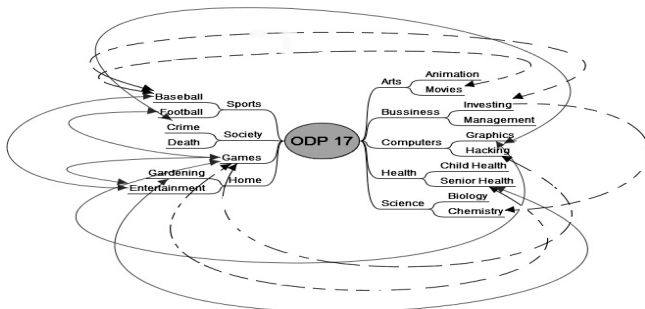 Baseball
Football
Sports
Crime
Death
Society
Games
Gardening
Entertainment
Home
ODP 17
Arts
Animation
Movies
Bussiness
Investing
Management
Computers
Graphics
Hacking
Health
Child Health
Senior Health
Science
Biology
Chemistry